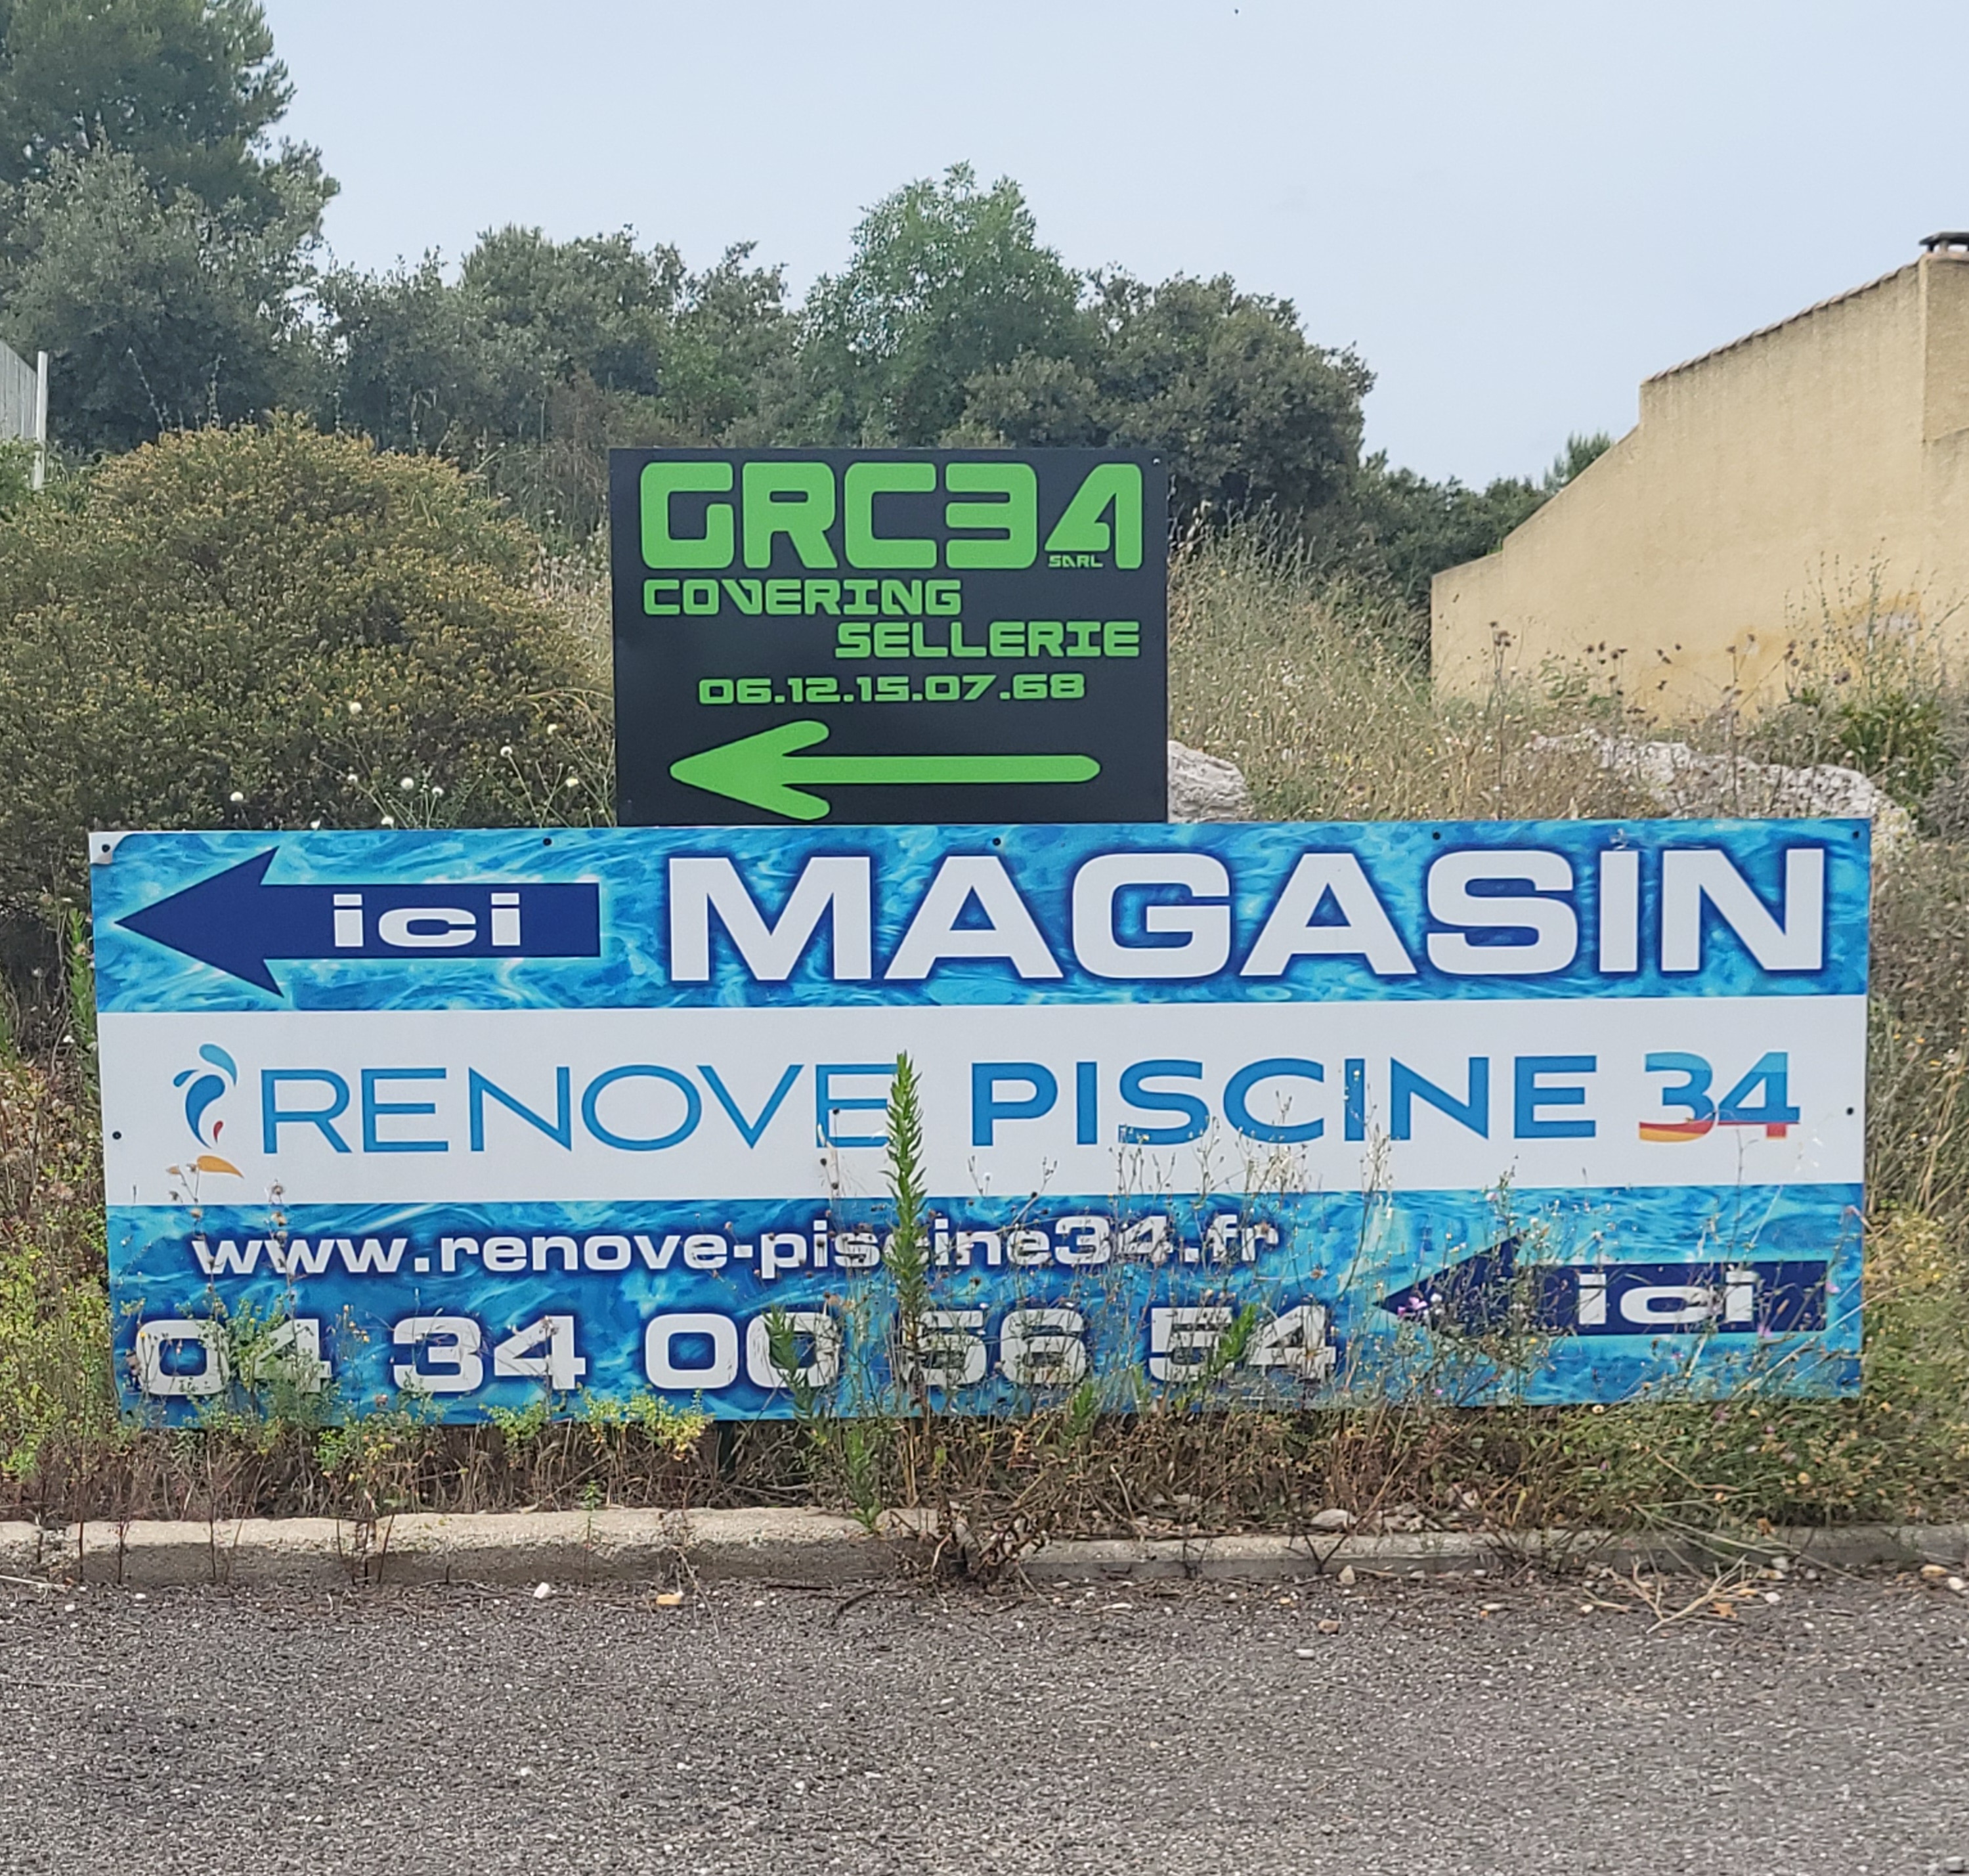 GRC34
SARL
COVERING
SELLERIE
06.12.15.07.68
ici MAGASIN
RENOVE PISCINE 34
www.renove-piscine34.fr
ici
04 34 00 56 54